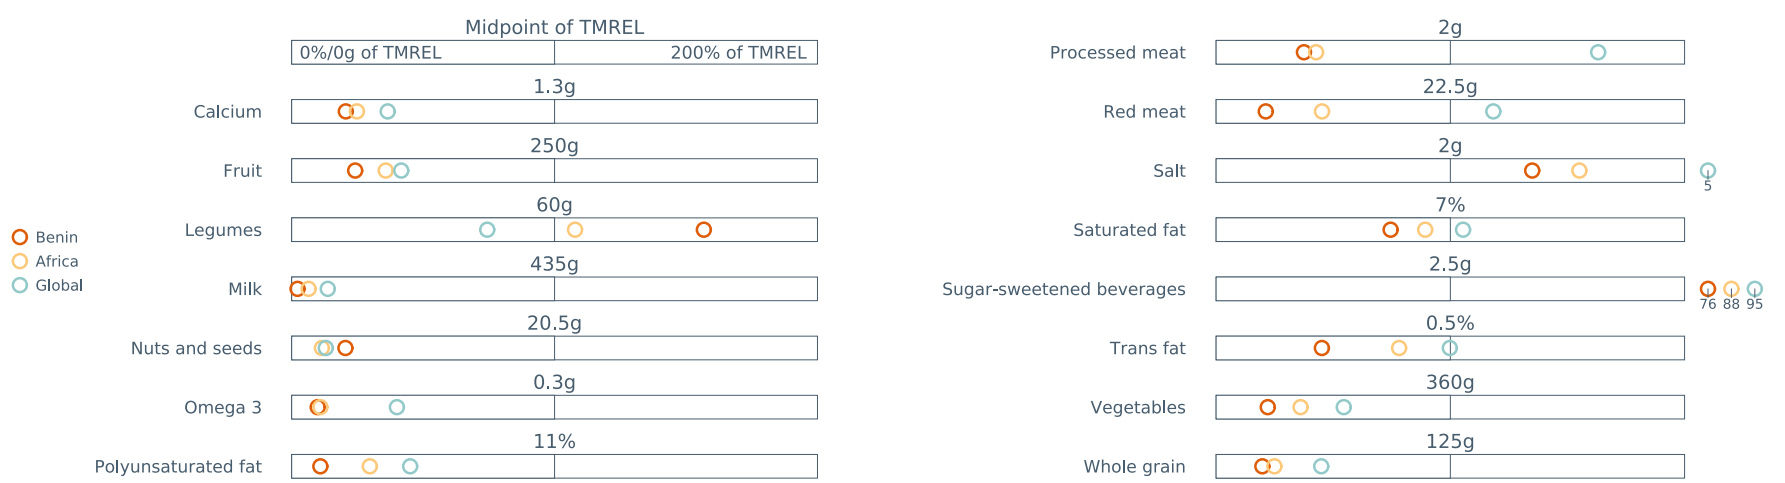 Midpoint of TMREL
0%/0g of TMREL 200% of TMREL
Calcium 1.3g
Fruit 250g
Legumes 60g
Milk 435g
Nuts and seeds 20.5g
Omega 3 0.3g
Polyunsaturated fat 11%
Benin
Africa
Global
Processed meat 2g
Red meat 22.5g
Salt 2g
5
Saturated fat 7%
Sugar-sweetened beverages 2.5g
76 88 95
Trans fat 0.5%
Vegetables 360g
Whole grain 125g